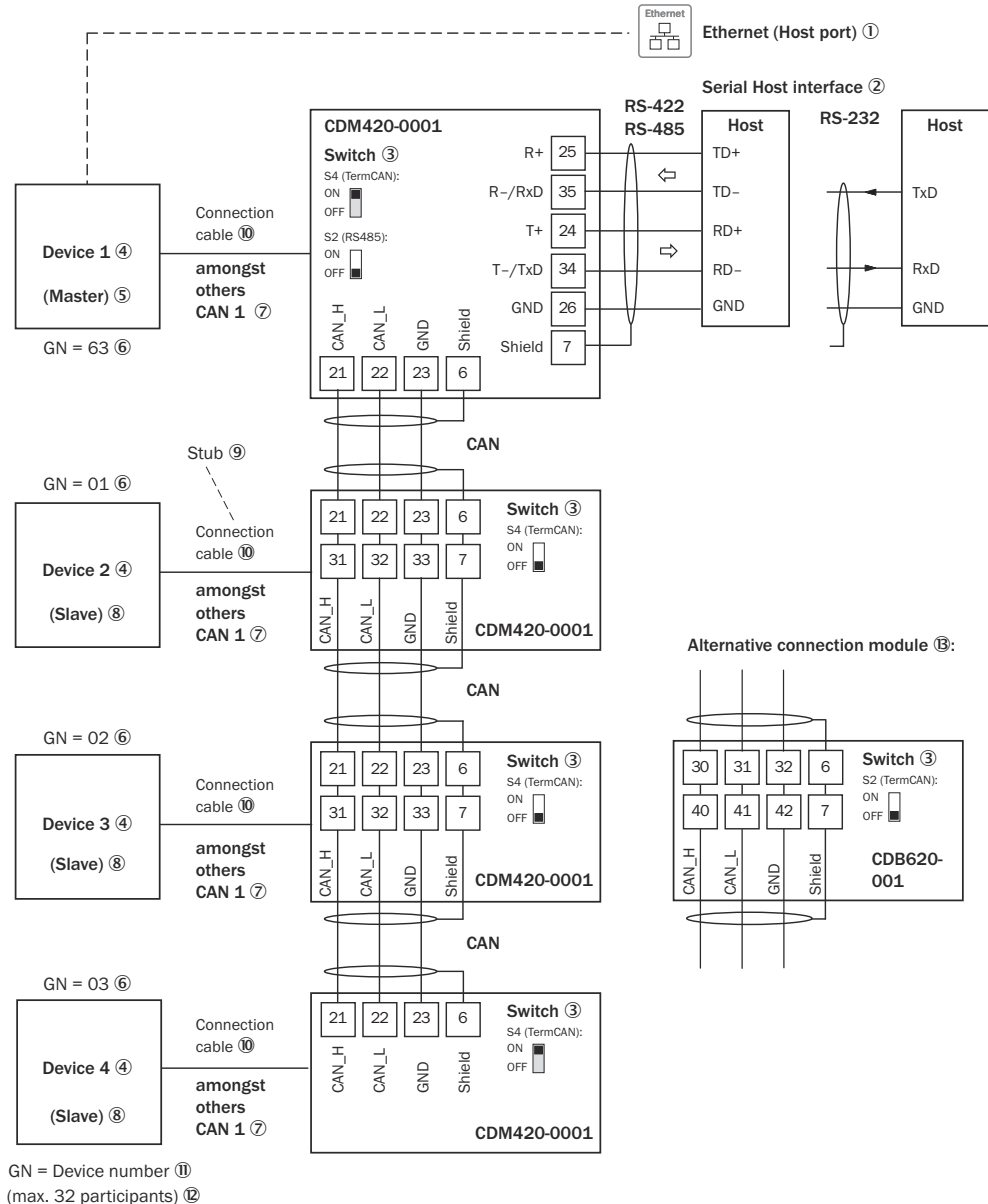 Ethernet
Ethernet (Host port) ①
Serial Host interface ②
RS-422
RS-485
RS-232
CDM420-0001
Switch ③
S4 (TermCAN):
ON
OFF
S2 (RS485):
ON
OFF
R+ 25
R–/RxD 35
T+ 24
T–/TxD 34
GND 26
Shield 7
Host
TD+
TD–
RD+
RD–
GND
Host
TxD
RxD
GND
Device 1 ④
(Master) ⑤
GN = 63 ⑥
Connection
cable ⑩
amongst
others
CAN 1 ⑦
CAN_H
CAN_L
GND
Shield
21 22 23 6
CAN
Stub ⑨
GN = 01 ⑥
Device 2 ④
(Slave) ⑧
Connection
cable ⑩
amongst
others
CAN 1 ⑦
21 22 23 6
31 32 33 7
CAN_H
CAN_L
GND
Shield
Switch ③
S4 (TermCAN):
ON
OFF
CDM420-0001
CAN
GN = 02 ⑥
Device 3 ④
(Slave) ⑧
Connection
cable ⑩
amongst
others
CAN 1 ⑦
21 22 23 6
31 32 33 7
CAN_H
CAN_L
GND
Shield
Switch ③
S4 (TermCAN):
ON
OFF
CDM420-0001
CAN
Alternative connection module ⑬:
30 31 32 6
40 41 42 7
CAN_H
CAN_L
GND
Shield
Switch ③
S2 (TermCAN):
ON
OFF
CDB620-
001
GN = 03 ⑥
Device 4 ④
(Slave) ⑧
Connection
cable ⑩
amongst
others
CAN 1 ⑦
21 22 23 6
CAN_H
CAN_L
GND
Shield
Switch ③
S4 (TermCAN):
ON
OFF
CDM420-0001
GN = Device number ⑪
(max. 32 participants) ⑫